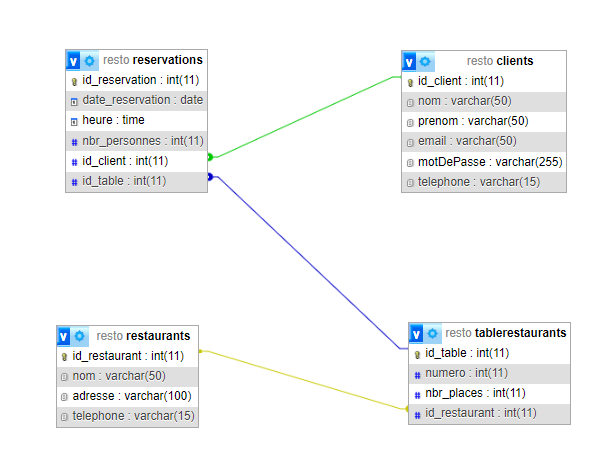 resto reservations
id_reservation : int(11)
date_reservation : date
heure : time
nbr_personnes : int(11)
id_client : int(11)
id_table : int(11)
resto clients
id_client : int(11)
nom : varchar(50)
prenom : varchar(50)
email : varchar(50)
motDePasse : varchar(255)
telephone : varchar(15)
resto restaurants
id_restaurant : int(11)
nom : varchar(50)
adresse : varchar(100)
telephone : varchar(15)
resto tablerestaurants
id_table : int(11)
numero : int(11)
nbr_places : int(11)
id_restaurant : int(11)